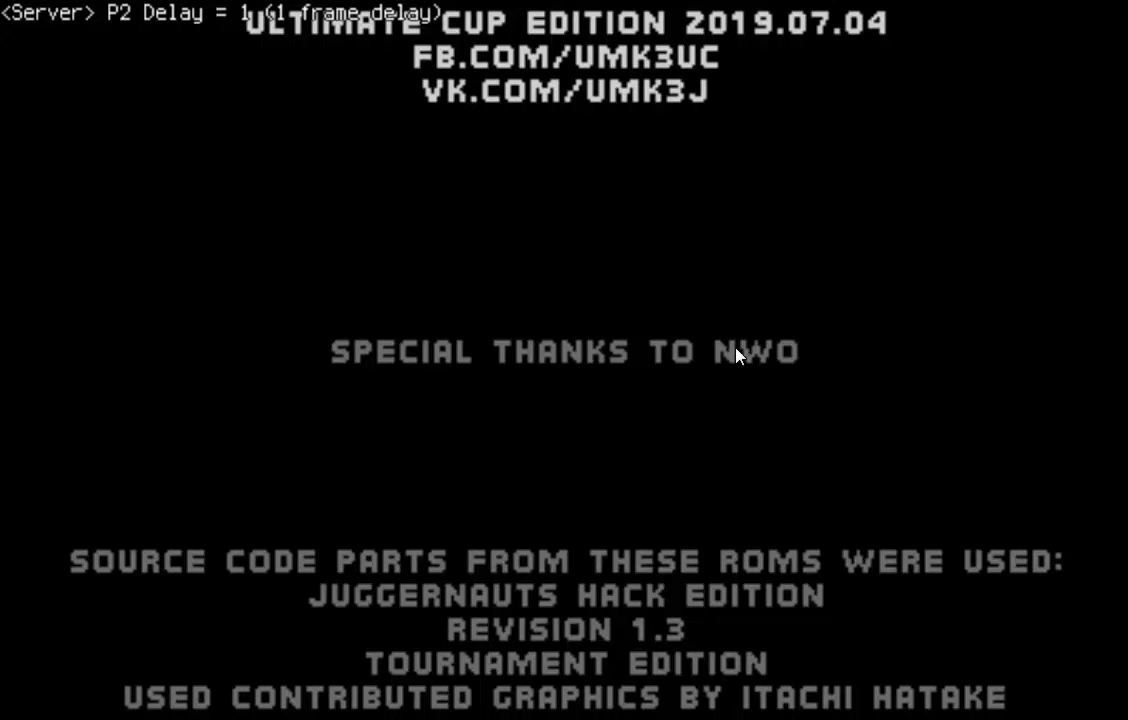 <Server> P2 Delay = 1 (1 frame delay)
ULTIMATE CUP EDITION 2019.07.04
FB.COM/UMK3UC
VK.COM/UMK3J
SPECIAL THANKS TO NWO
SOURCE CODE PARTS FROM THESE ROMS WERE USED:
JUGGERNAUTS HACK EDITION
REVISION 1.3
TOURNAMENT EDITION
USED CONTRIBUTED GRAPHICS BY ITACHI HATAKE